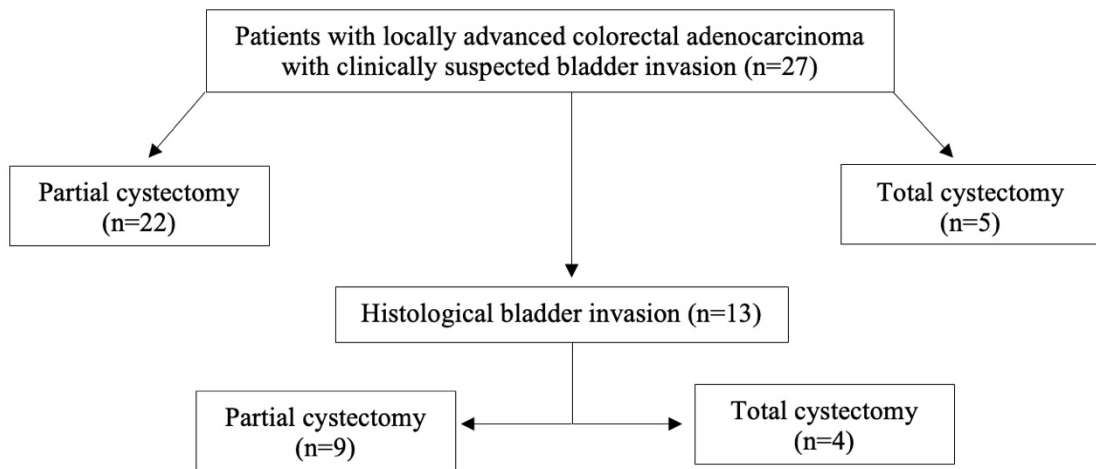 Patients with locally advanced colorectal adenocarcinoma
with clinically suspected bladder invasion (n=27)
Partial cystectomy
(n=22)
Total cystectomy
(n=5)
Histological bladder invasion (n=13)
Partial cystectomy
(n=9)
Total cystectomy
(n=4)